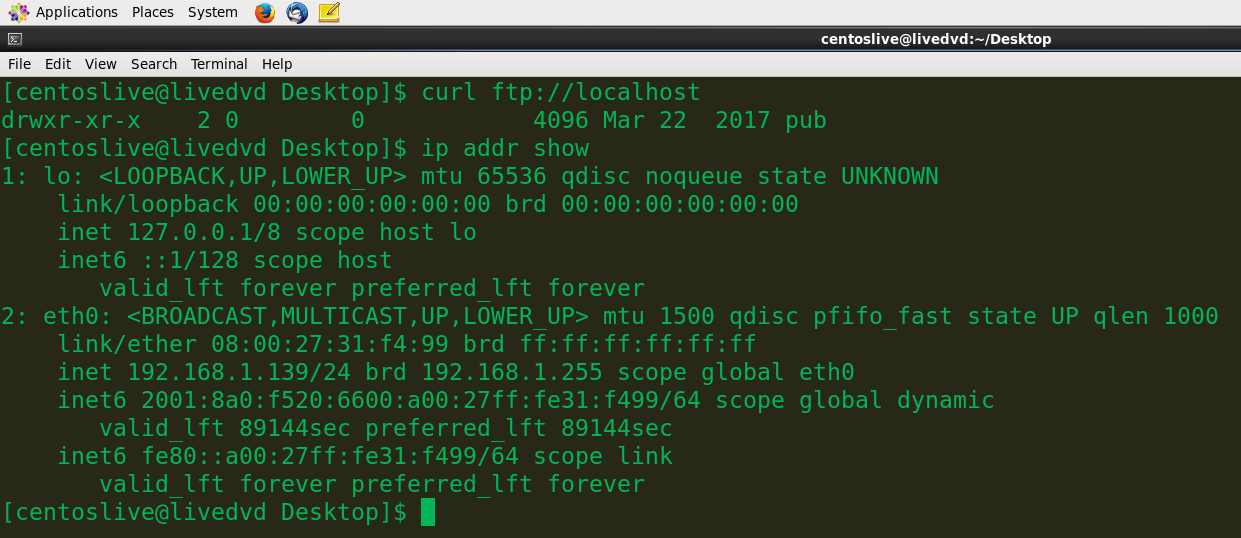 Applications Places System
centoslive@livedvd:~/Desktop
File Edit View Search Terminal Help
[centoslive@livedvd Desktop]$ curl ftp://localhost
drwxr-xr-x    2 0        0            4096 Mar 22  2017 pub
[centoslive@livedvd Desktop]$ ip addr show
1: lo: <LOOPBACK,UP,LOWER_UP> mtu 65536 qdisc noqueue state UNKNOWN
    link/loopback 00:00:00:00:00:00 brd 00:00:00:00:00:00
    inet 127.0.0.1/8 scope host lo
    inet6 ::1/128 scope host
       valid_lft forever preferred_lft forever
2: eth0: <BROADCAST,MULTICAST,UP,LOWER_UP> mtu 1500 qdisc pfifo_fast state UP qlen 1000
    link/ether 08:00:27:31:f4:99 brd ff:ff:ff:ff:ff:ff
    inet 192.168.1.139/24 brd 192.168.1.255 scope global eth0
    inet6 2001:8a0:f520:6600:a00:27ff:fe31:f499/64 scope global dynamic
       valid_lft 89144sec preferred_lft 89144sec
    inet6 fe80::a00:27ff:fe31:f499/64 scope link
       valid_lft forever preferred_lft forever
[centoslive@livedvd Desktop]$